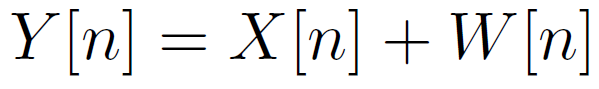 Y[n] = X[n] + W[n]